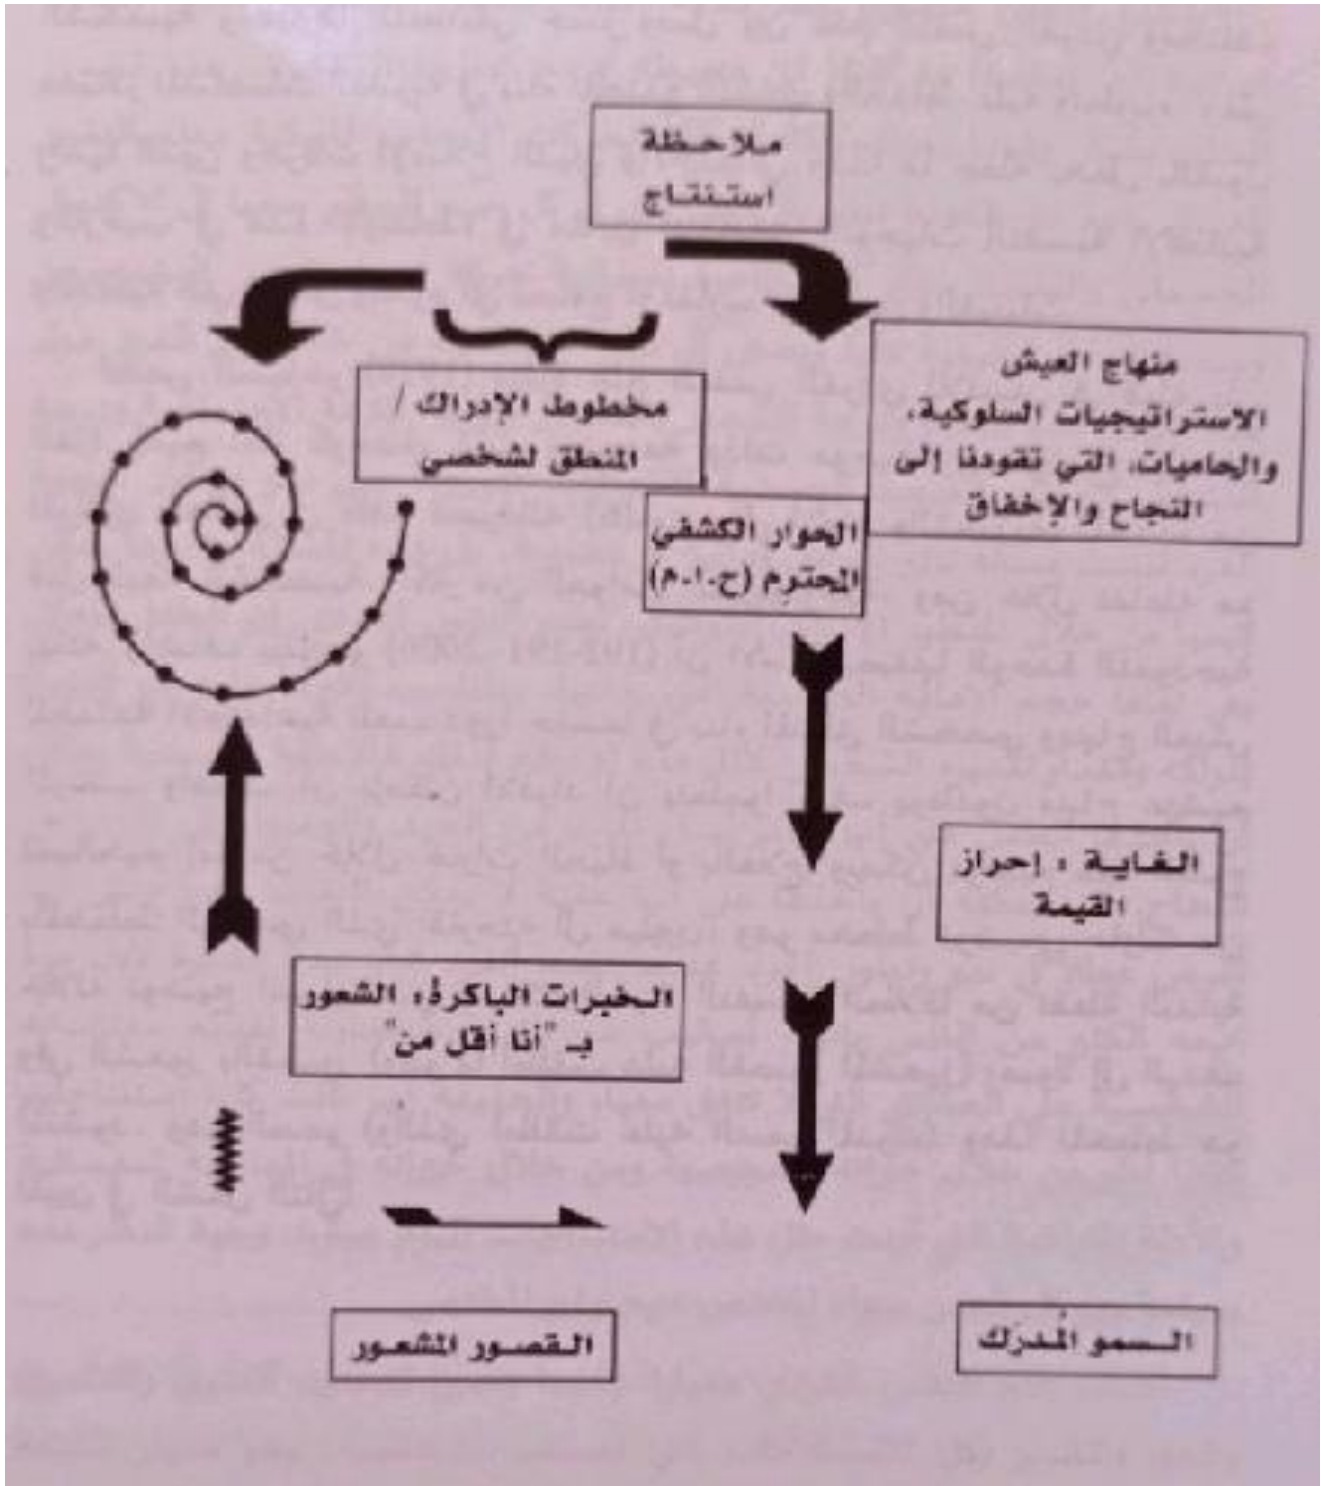 ملاحظة
استنتاج
منهاج العيش
الاستراتيجيات السلوكية،
والحاميات، التي تقودنا إلى
النجاح والإخفاق
مخطوط الإدراك /
المنطق لشخصي
الحوار الكشفي
المحترم (ح.ا.م)
الغاية : إحراز
القيمة
الخبرات الباكرة، الشعور
بـ "أنا أقل من"
القصور المشعور
السمو المُدرَك